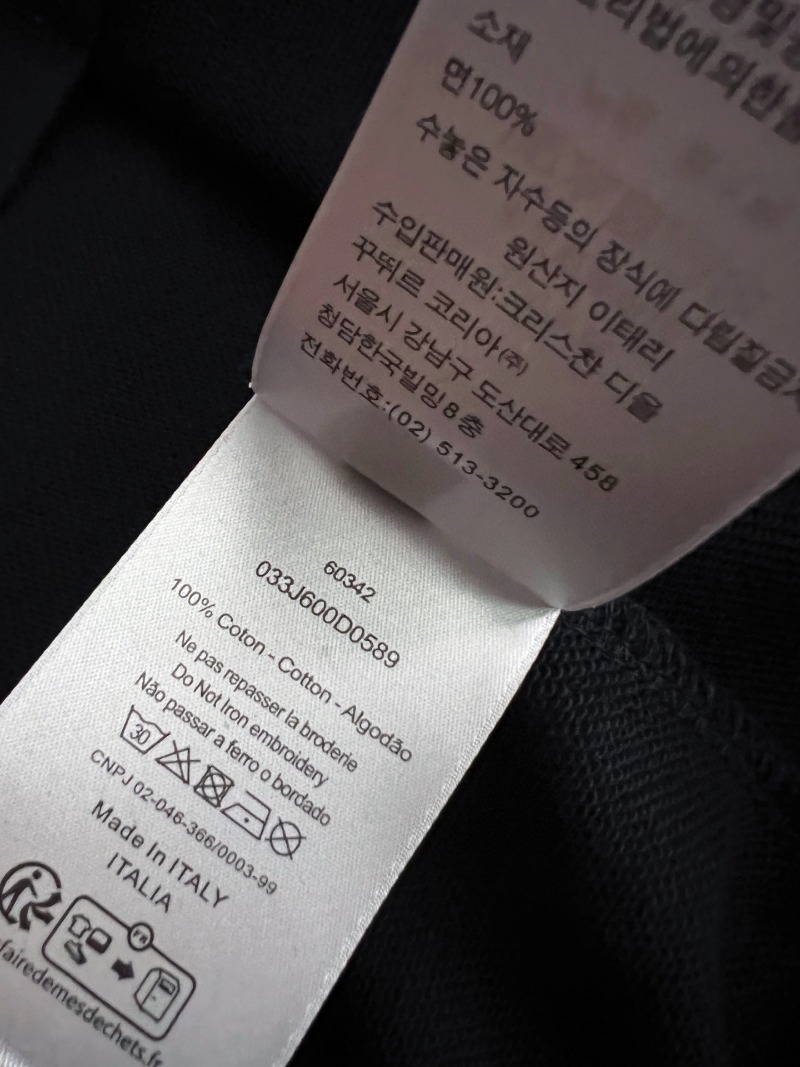 소재
면100%
수놓은 자수등의 장식에 다림질금지
원산지 이태리
수입판매원:크리스챤 디올
꾸뛰르 코리아(주)
서울시 강남구 도산대로 458
청담한국빌딩8층
전화번호:(02) 513-3200
60342
033J600D0589
100% Coton - Cotton - Algodão
Ne pas repasser la broderie
Do Not Iron embroidery
Não passar a ferro o bordado
30
CNPJ 02-046-366/0003-99
Made In ITALY
ITALIA
FR
fairedemesdechets.fr